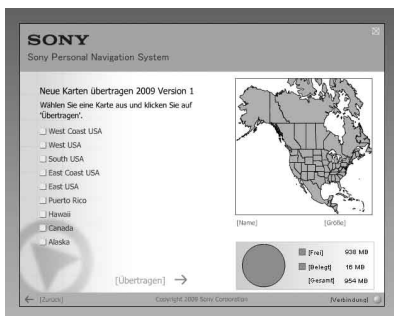 SONY
Sony Personal Navigation System
Neue Karten übertragen 2009 Version 1
Wählen Sie eine Karte aus und klicken Sie auf
'Übertragen'.
West Coast USA
West USA
South USA
East Coast USA
East USA
Puerto Rico
Hawaii
Canada
Alaska
[Name] [Größe]
[Frei] 938 MB
[Belegt] 16 MB
[Gesamt] 954 MB
[Übertragen]
[Zurück] Copyright 2009 Sony Corporation [Verbindung]